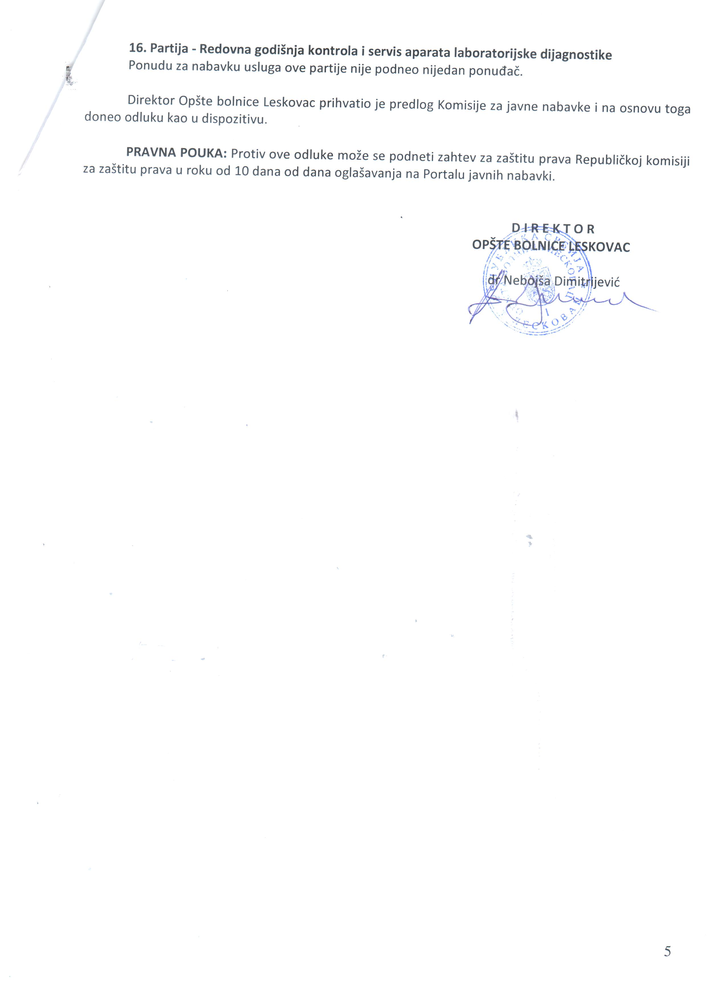 16. Partija - Redovna godišnja kontrola i servis aparata laboratorijske dijagnostike
Ponudu za nabavku usluga ove partije nije podneo nijedan ponuđač.
Direktor Opšte bolnice Leskovac prihvatio je predlog Komisije za javne nabavke i na osnovu toga
doneo odluku kao u dispozitivu.
PRAVNA POUKA: Protiv ove odluke može se podneti zahtev za zaštitu prava Republičkoj komisiji
za zaštitu prava u roku od 10 dana od dana oglašavanja na Portalu javnih nabavki.
D I R E K T O R
OPŠTE BOLNICE LESKOVAC
dr Nebojša Dimitrijević
СРБИЈА
ЛЕСКОВАЦ
I
5